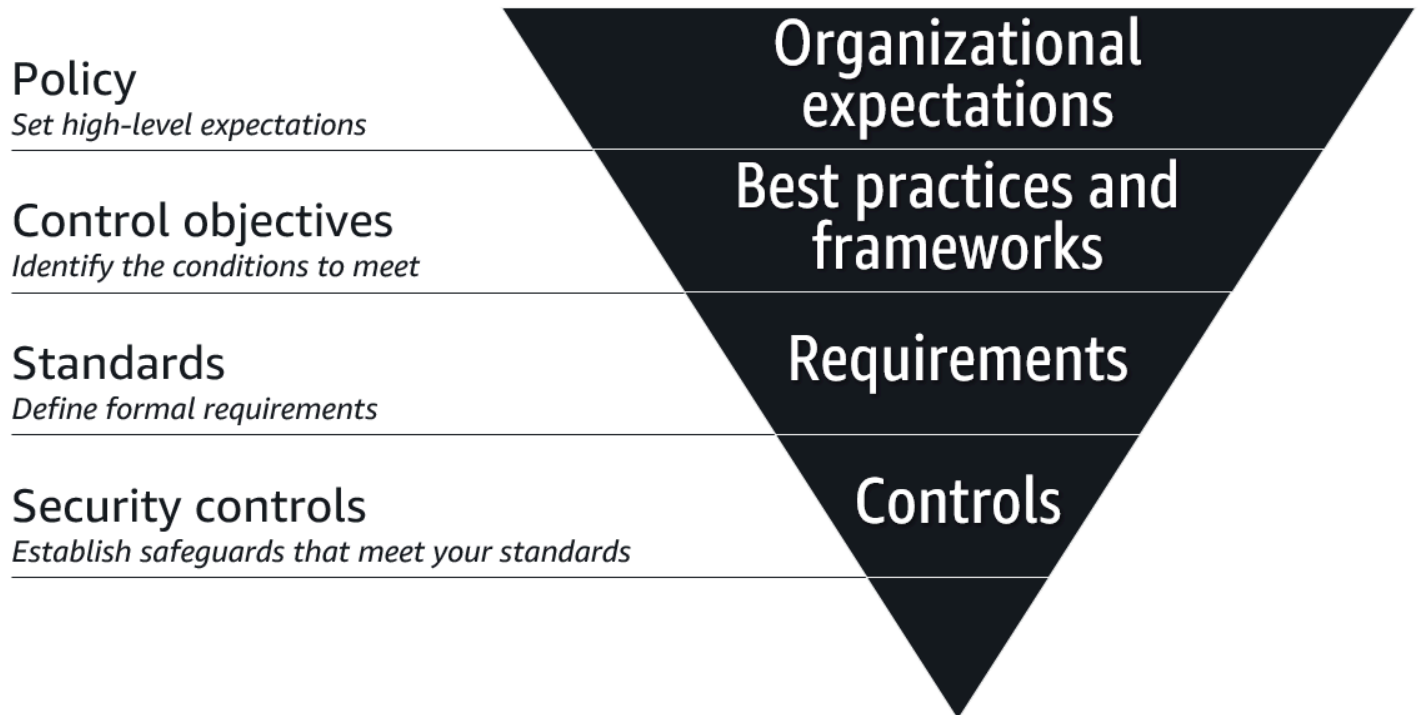 Policy
Set high-level expectations
Organizational
expectations
Control objectives
Identify the conditions to meet
Best practices and
frameworks
Standards
Define formal requirements
Requirements
Security controls
Establish safeguards that meet your standards
Controls